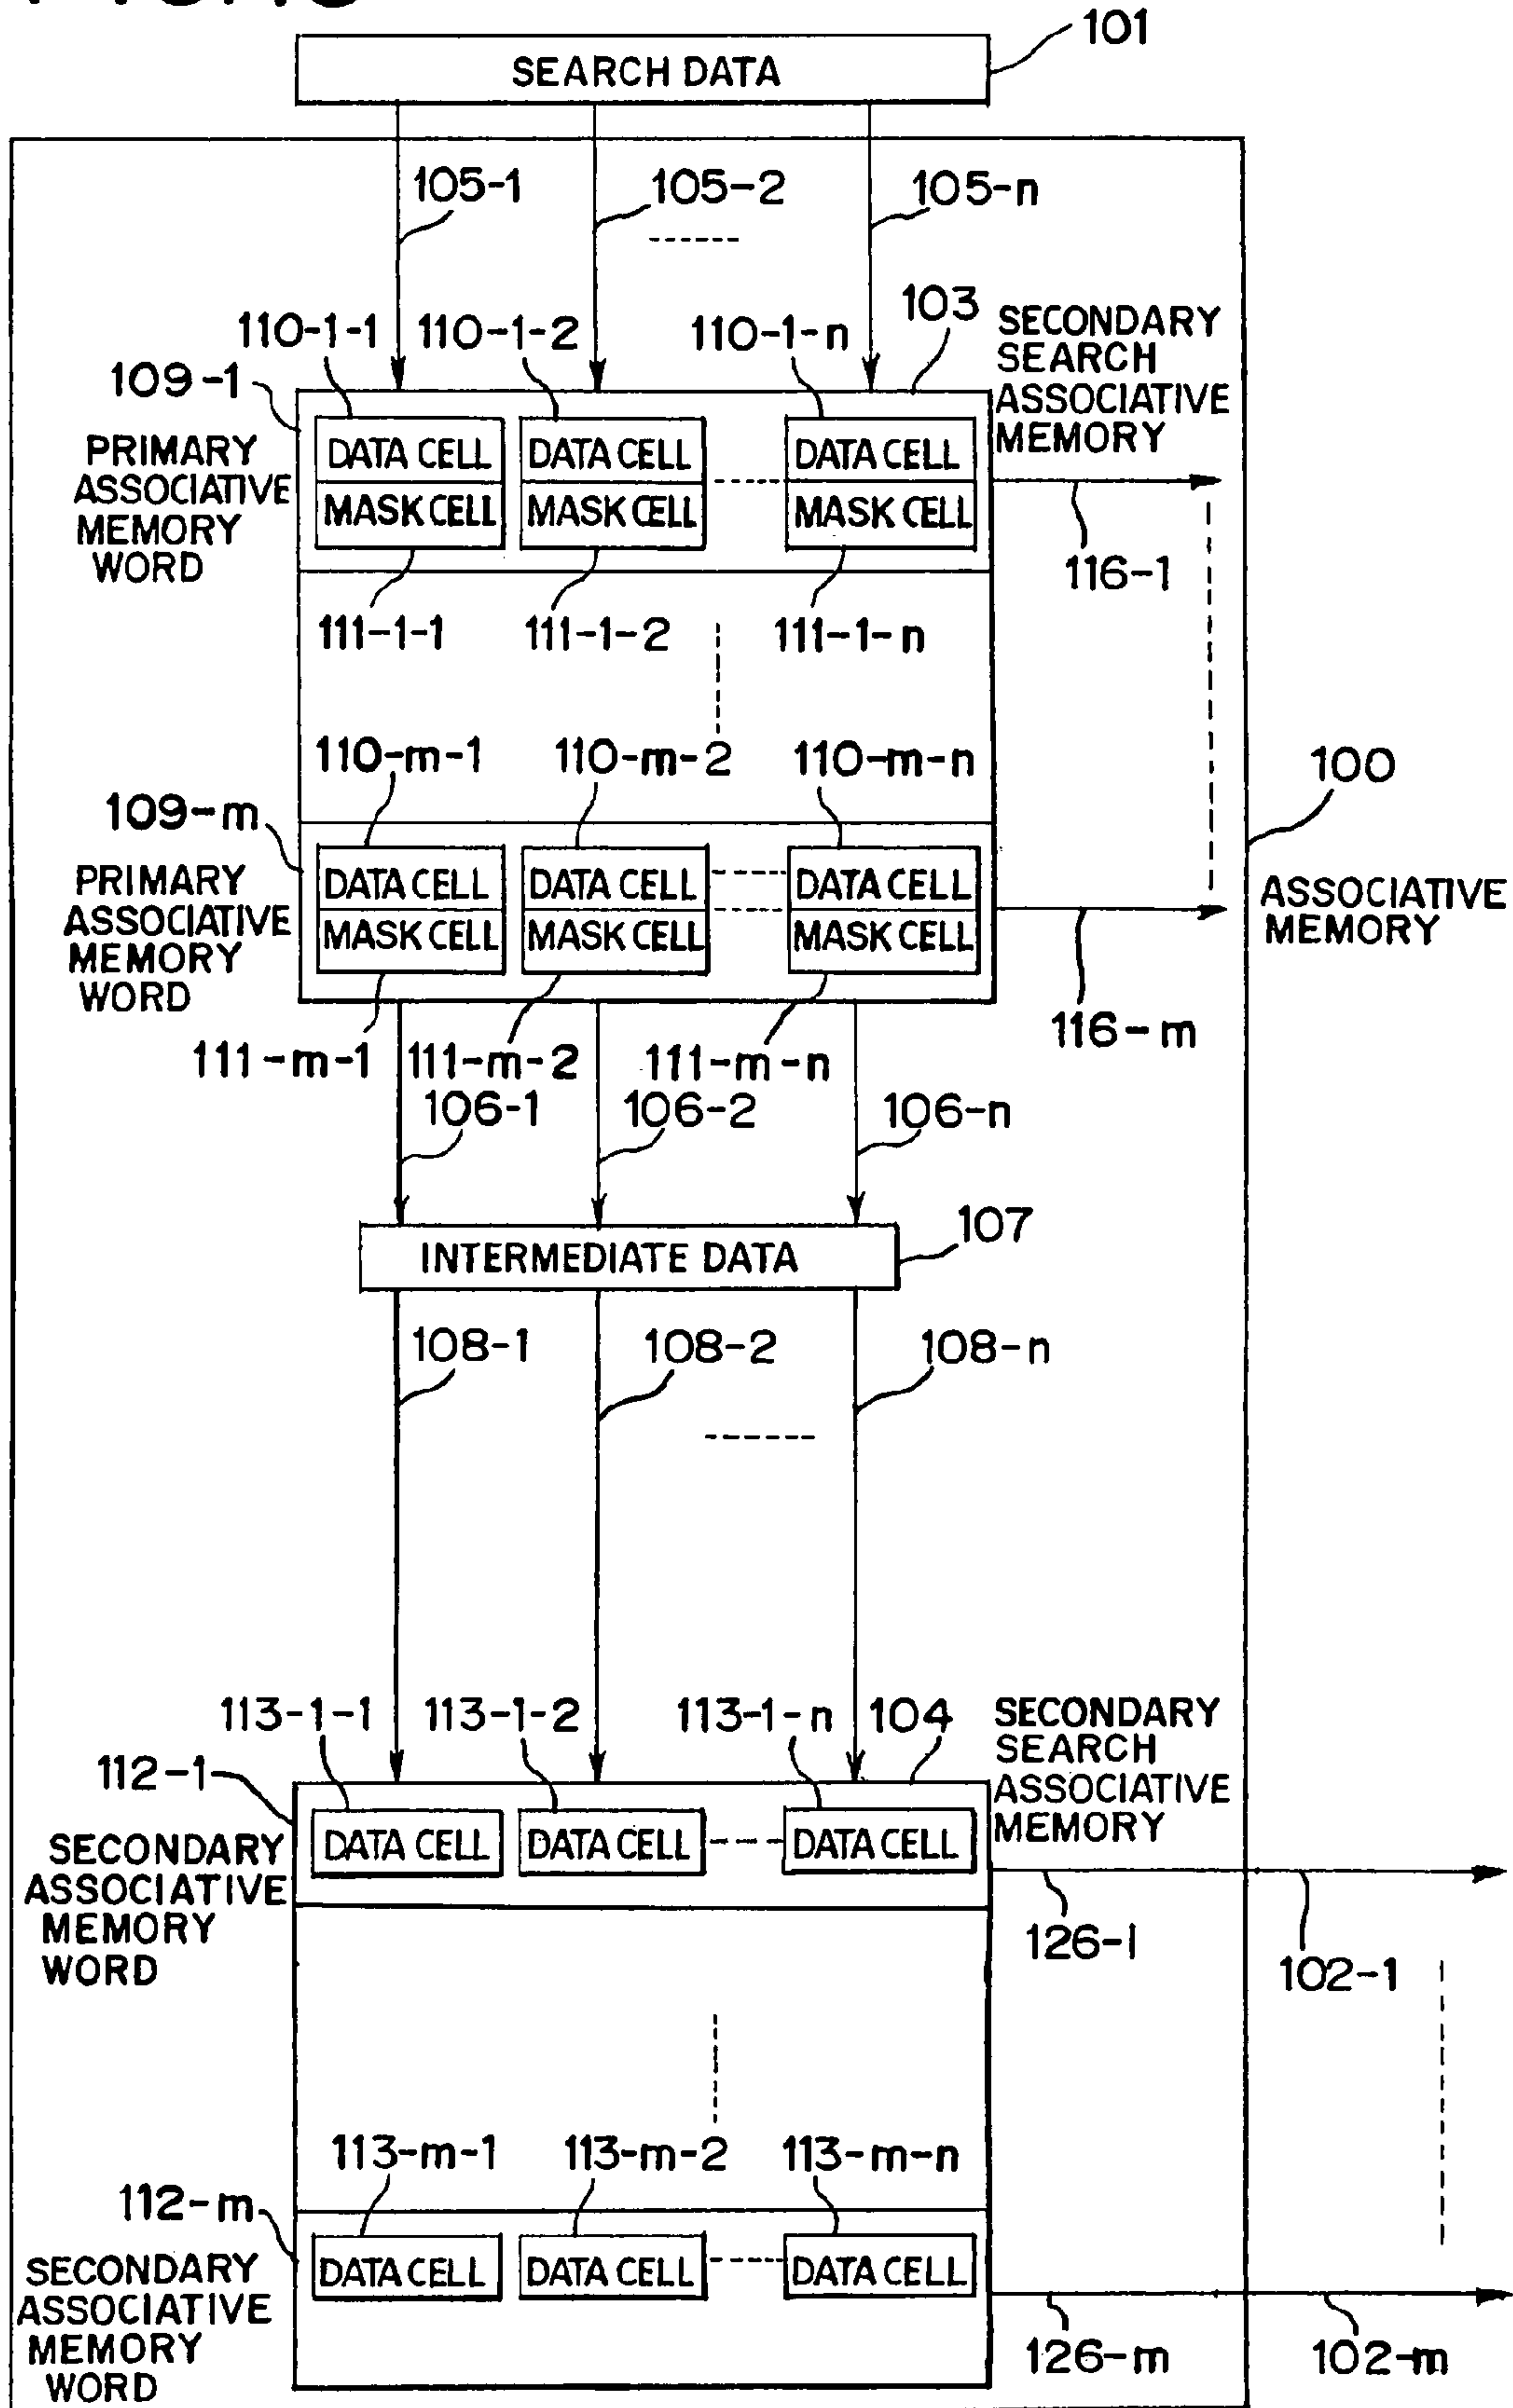 101
SEARCH DATA
105-1
105-2
105-n
103
110-1-1
110-1-2
110-1-n
SECONDARY
SEARCH
ASSOCIATIVE
MEMORY
109-1
PRIMARY
ASSOCIATIVE
MEMORY
WORD
DATA CELL
DATA CELL
DATA CELL
MASK CELL
MASK CELL
MASK CELL
116-1
111-1-1
111-1-2
111-1-n
110-m-1
110-m-2
110-m-n
100
ASSOCIATIVE
MEMORY
109-m
PRIMARY
ASSOCIATIVE
MEMORY
WORD
DATA CELL
DATA CELL
DATA CELL
MASK CELL
MASK CELL
MASK CELL
116-m
111-m-1
111-m-2
111-m-n
106-1
106-2
106-n
107
INTERMEDIATE DATA
108-1
108-2
108-n
113-1-1
113-1-2
113-1-n
104
SECONDARY
SEARCH
ASSOCIATIVE
MEMORY
112-1
SECONDARY
ASSOCIATIVE
MEMORY
WORD
DATA CELL
DATA CELL
DATA CELL
126-1
102-1
113-m-1
113-m-2
113-m-n
112-m
SECONDARY
ASSOCIATIVE
MEMORY
WORD
DATA CELL
DATA CELL
DATA CELL
126-m
102-m